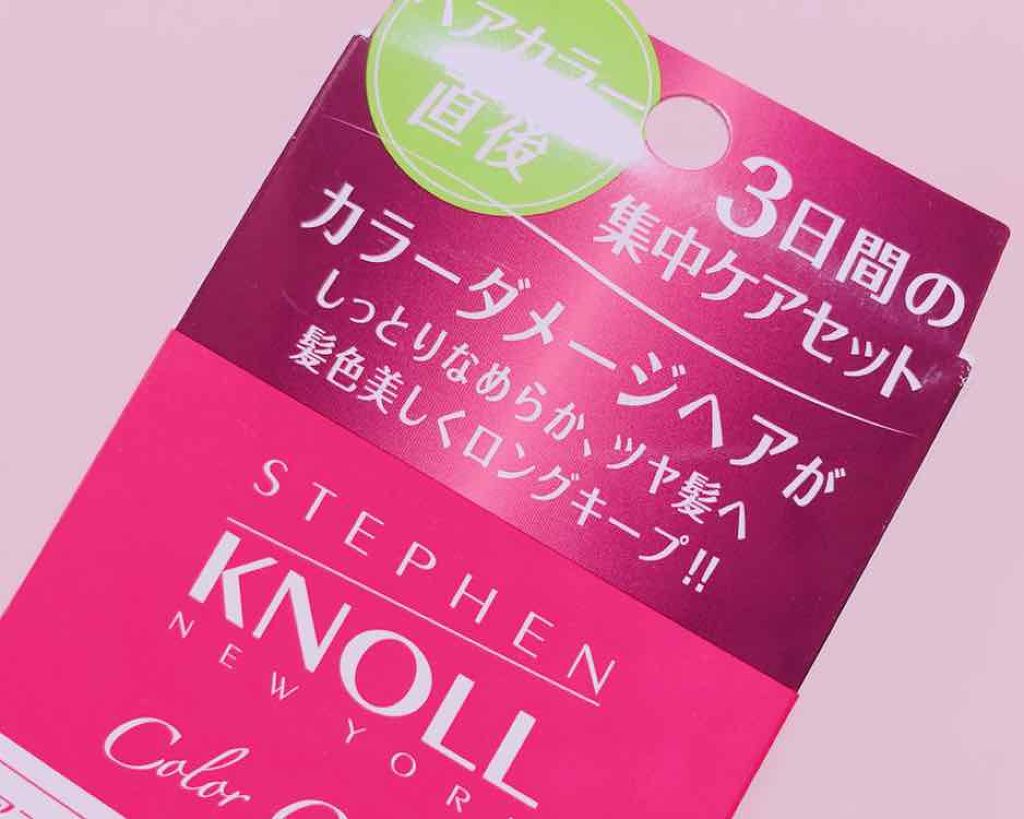 ヘアカラー
直後
3日間の
集中ケアセット
カラーダメージヘアが
しっとりなめらか、ツヤ髪へ
髪色美しくロングキープ!!
STEPHEN
KNOLL
NEW YORK
Color